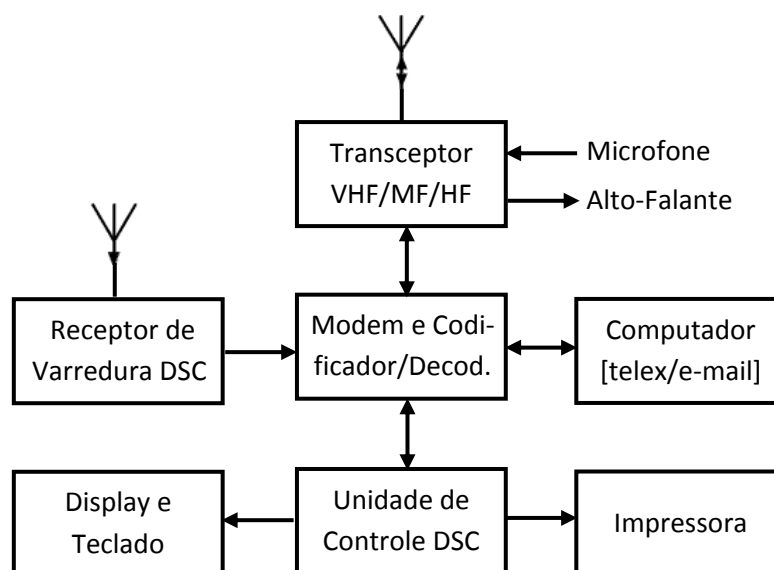 Transceptor
VHF/MF/HF
Microfone
Alto-Falante
Receptor de
Varredura DSC
Modem e Codi-
ficador/Decod.
Computador
[telex/e-mail]
Display e
Teclado
Unidade de
Controle DSC
Impressora